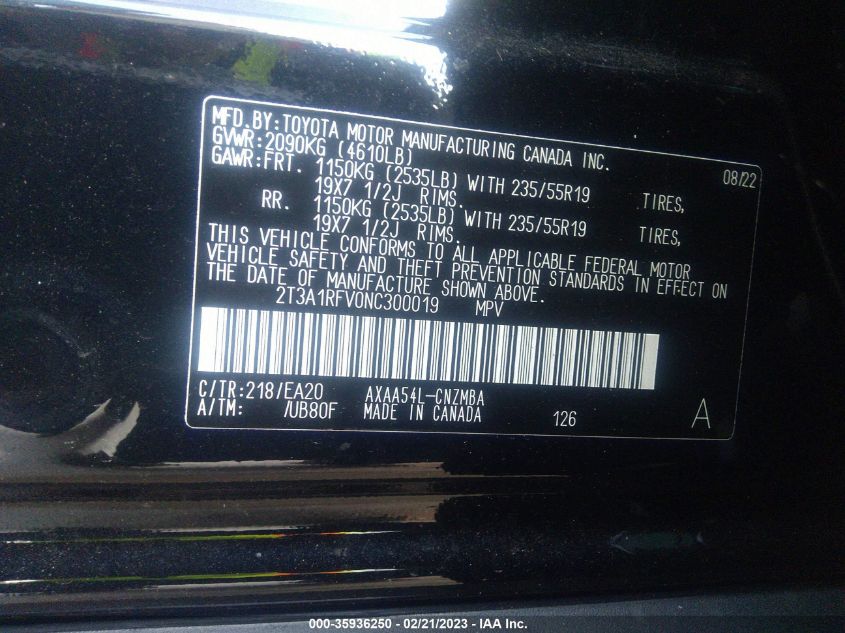 MFD.BY:TOYOTA MOTOR MANUFACTURING CANADA INC.
GVWR:2090KG (4610LB) 08/22
GAWR:FRT. 1150KG (2535LB) WITH 235/55R19 TIRES,
19X7 1/2J RIMS.
RR. 1150KG (2535LB) WITH 235/55R19 TIRES,
19X7 1/2J RIMS.
THIS VEHICLE CONFORMS TO ALL APPLICABLE FEDERAL MOTOR
VEHICLE SAFETY AND THEFT PREVENTION STANDARDS IN EFFECT ON
THE DATE OF MANUFACTURE SHOWN ABOVE.
2T3A1RFV0NC300019 MPV
C/TR:218/EA20 AXAA54L-CNZMBA
A/TM: /UB80F MADE IN CANADA 126 A
000-35936250 - 02/21/2023 - IAA Inc.